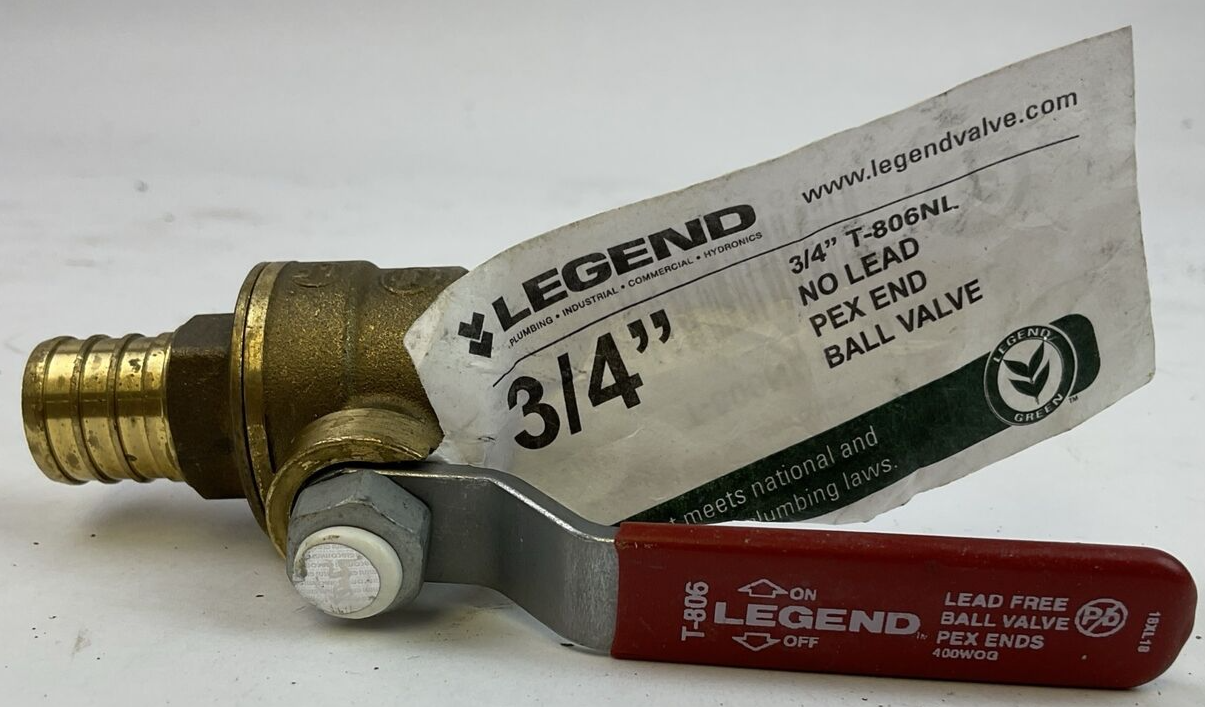 www.legendvalve.com
LEGEND
PLUMBING • INDUSTRIAL • COMMERCIAL • HYDRONICS
3/4"
3/4" T-806NL
NO LEAD
PEX END
BALL VALVE
LEGEND
GREEN
TM
t meets national and
plumbing laws.
T-806
ON
LEGEND
OFF
LEAD FREE
BALL VALVE
PEX ENDS
400WOG
Pb
18XL18